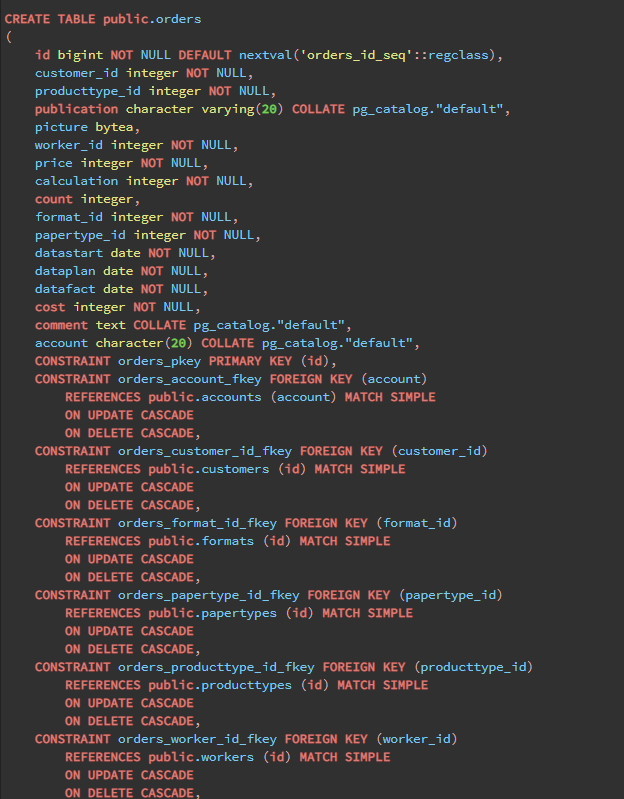 CREATE TABLE public.orders
(
    id bigint NOT NULL DEFAULT nextval('orders_id_seq'::regclass),
    customer_id integer NOT NULL,
    producttype_id integer NOT NULL,
    publication character varying(20) COLLATE pg_catalog."default",
    picture bytea,
    worker_id integer NOT NULL,
    price integer NOT NULL,
    calculation integer NOT NULL,
    count integer,
    format_id integer NOT NULL,
    papertype_id integer NOT NULL,
    datastart date NOT NULL,
    dataplan date NOT NULL,
    datafact date NOT NULL,
    cost integer NOT NULL,
    comment text COLLATE pg_catalog."default",
    account character(20) COLLATE pg_catalog."default",
    CONSTRAINT orders_pkey PRIMARY KEY (id),
    CONSTRAINT orders_account_fkey FOREIGN KEY (account)
        REFERENCES public.accounts (account) MATCH SIMPLE
        ON UPDATE CASCADE
        ON DELETE CASCADE,
    CONSTRAINT orders_customer_id_fkey FOREIGN KEY (customer_id)
        REFERENCES public.customers (id) MATCH SIMPLE
        ON UPDATE CASCADE
        ON DELETE CASCADE,
    CONSTRAINT orders_format_id_fkey FOREIGN KEY (format_id)
        REFERENCES public.formats (id) MATCH SIMPLE
        ON UPDATE CASCADE
        ON DELETE CASCADE,
    CONSTRAINT orders_papertype_id_fkey FOREIGN KEY (papertype_id)
        REFERENCES public.papertypes (id) MATCH SIMPLE
        ON UPDATE CASCADE
        ON DELETE CASCADE,
    CONSTRAINT orders_producttype_id_fkey FOREIGN KEY (producttype_id)
        REFERENCES public.producttypes (id) MATCH SIMPLE
        ON UPDATE CASCADE
        ON DELETE CASCADE,
    CONSTRAINT orders_worker_id_fkey FOREIGN KEY (worker_id)
        REFERENCES public.workers (id) MATCH SIMPLE
        ON UPDATE CASCADE
        ON DELETE CASCADE,